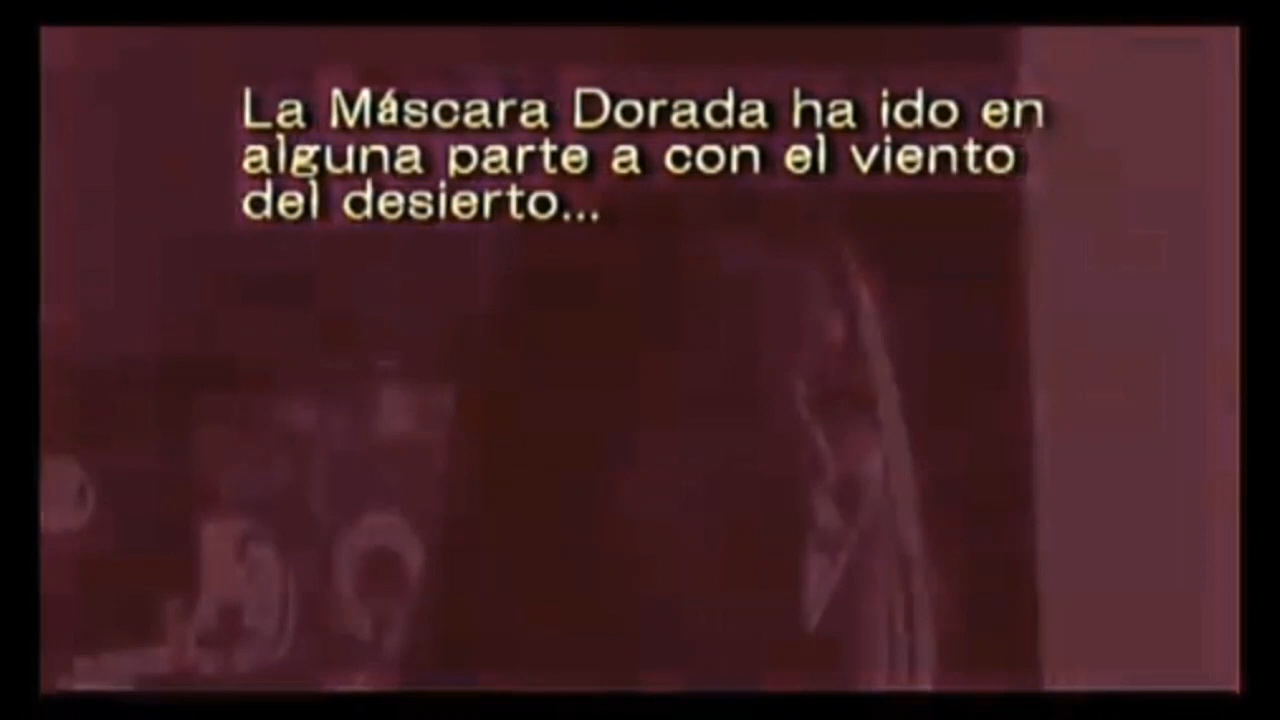 La Máscara Dorada ha ido en
alguna parte a con el viento
del desierto...